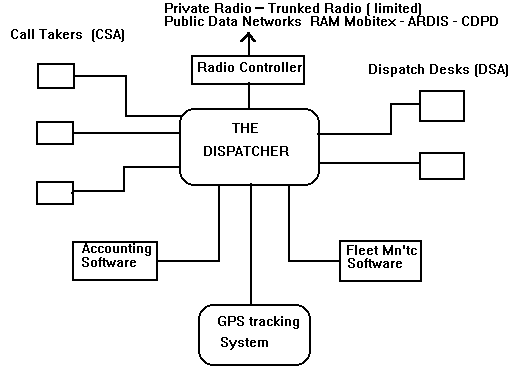 Private Radio – Trunked Radio ( limited)
Public Data Networks RAM Mobitex - ARDIS - CDPD
Call Takers (CSA)
Radio Controller
Dispatch Desks (DSA)
THE
DISPATCHER
Accounting
Software
Fleet Mn'tc
Software
GPS tracking
System